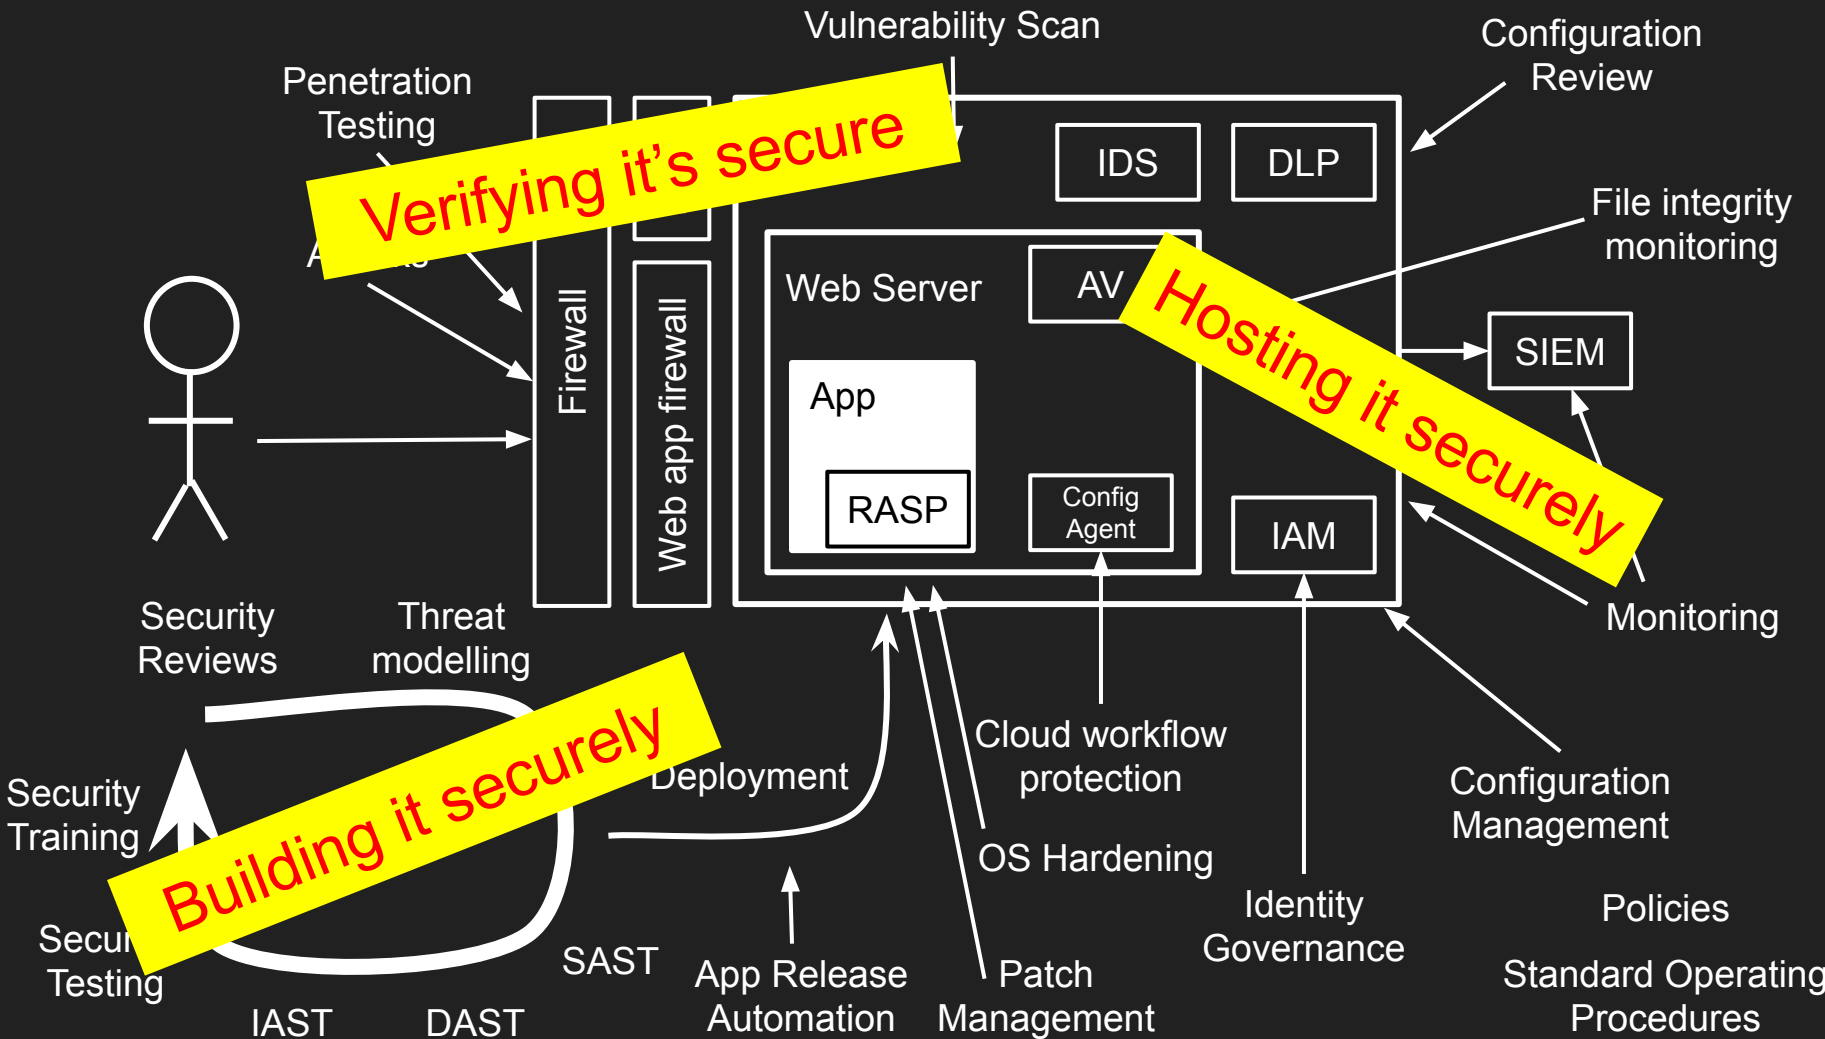 Vulnerability Scan
Configuration
Review
Penetration
Testing
Verifying it's secure
IDS
DLP
File integrity
monitoring
Web Server
AV
Hosting it securely
SIEM
Firewall
Web app firewall
App
RASP
Config
Agent
IAM
Monitoring
Security
Reviews
Threat
modelling
Building it securely
Deployment
Cloud workflow
protection
Configuration
Management
Security
Training
OS Hardening
Identity
Governance
Policies
Testing
SAST
App Release
Automation
Patch
Management
Standard Operating
Procedures
IAST
DAST